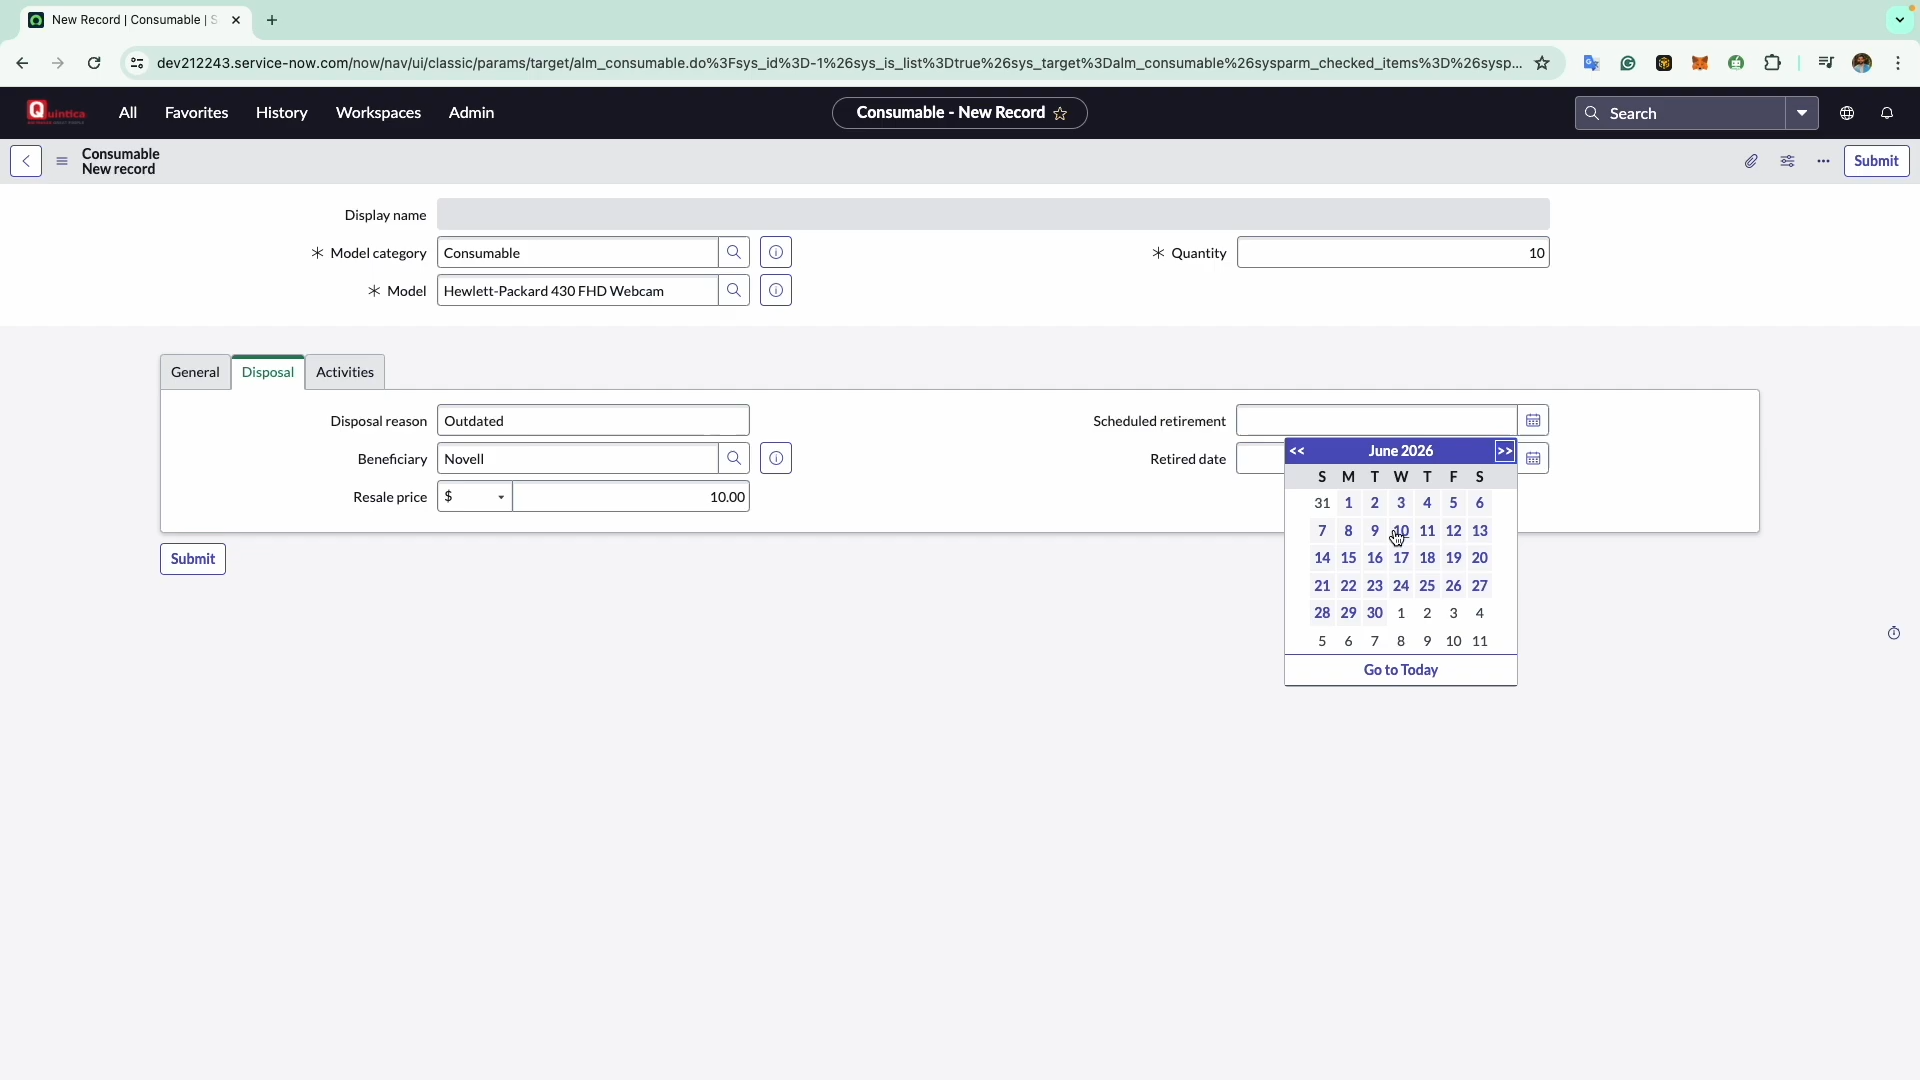 New Record | Consumable | S
dev212243.service-now.com/now/nav/ui/classic/params/target/alm_consumable.do%3Fsys_id%3D-1%26sys_is_list%3Dtrue%26sys_target%3Dalm_consumable%26sysparm_checked_items%3D%26sysp...
Quintica
All
Favorites
History
Workspaces
Admin
Consumable - New Record
Search
Consumable
New record
Submit
Display name
Model category
Consumable
Quantity
10
Model
Hewlett-Packard 430 FHD Webcam
General
Disposal
Activities
Disposal reason
Outdated
Scheduled retirement
Beneficiary
Novell
Retired date
Resale price
$
10.00
<< June 2026 >>
S M T W T F S
31 1 2 3 4 5 6
7 8 9 10 11 12 13
14 15 16 17 18 19 20
21 22 23 24 25 26 27
28 29 30 1 2 3 4
5 6 7 8 9 10 11
Go to Today
Submit